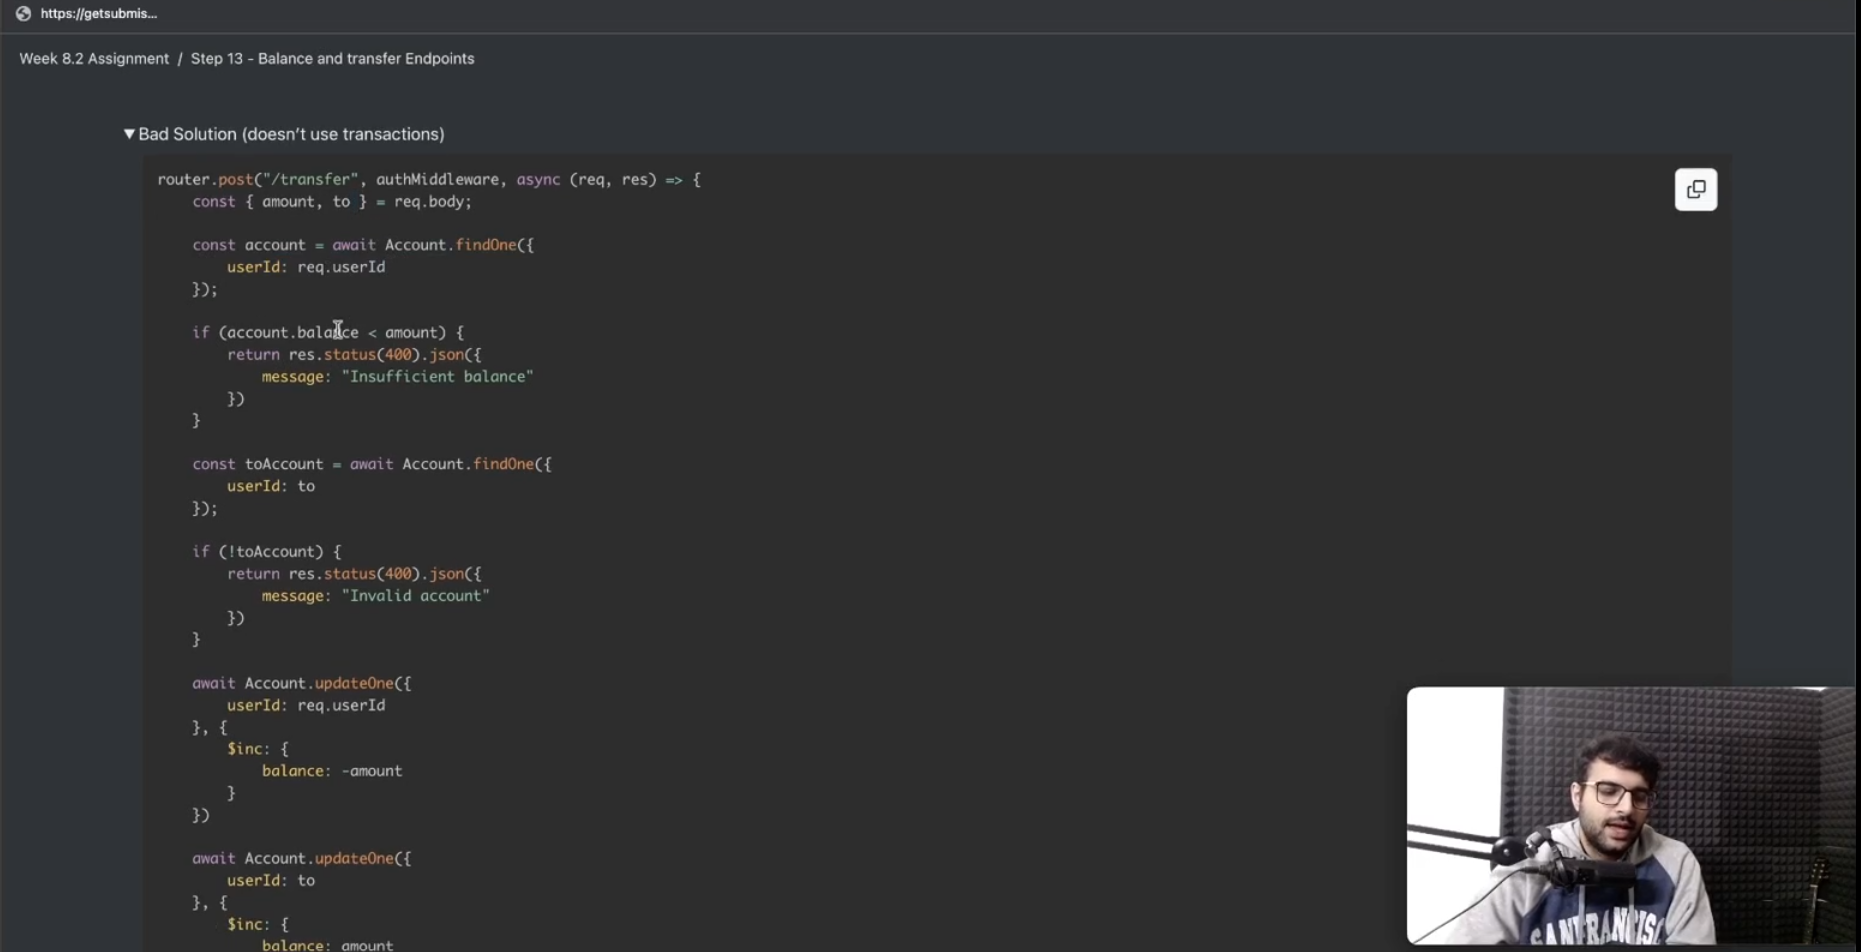 https://getsubmis...
Week 8.2 Assignment / Step 13 - Balance and transfer Endpoints
▼ Bad Solution (doesn't use transactions)
router.post("/transfer", authMiddleware, async (req, res) => {
    const { amount, to } = req.body;

    const account = await Account.findOne({
        userId: req.userId
    });

    if (account.balance < amount) {
        return res.status(400).json({
            message: "Insufficient balance"
        })
    }

    const toAccount = await Account.findOne({
        userId: to
    });

    if (!toAccount) {
        return res.status(400).json({
            message: "Invalid account"
        })
    }

    await Account.updateOne({
        userId: req.userId
    }, {
        $inc: {
            balance: -amount
        }
    })

    await Account.updateOne({
        userId: to
    }, {
        $inc: {
            balance: amount
SAN FRANCISC